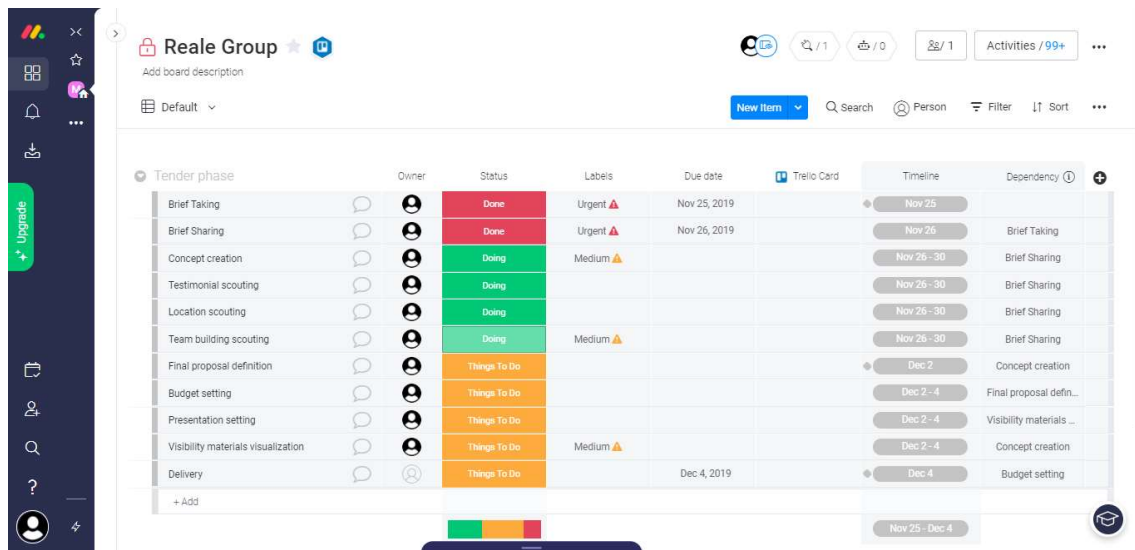 Reale Group
/ 1
/ 0
/ 1
Activities / 99+
Add board description
Default
New Item
Search
Person
Filter
Sort
Upgrade
M
Tender phase Owner Status Labels Due date Trello Card Timeline Dependency
Brief Taking Done Urgent Nov 25, 2019 Nov 25
Brief Sharing Done Urgent Nov 26, 2019 Nov 26 Brief Taking
Concept creation Doing Medium Nov 26 - 30 Brief Sharing
Testimonial scouting Doing Nov 26 - 30 Brief Sharing
Location scouting Doing Nov 26 - 30 Brief Sharing
Team building scouting Doing Medium Nov 26 - 30 Brief Sharing
Final proposal definition Things To Do Dec 2 Concept creation
Budget setting Things To Do Dec 2 - 4 Final proposal defin...
Presentation setting Things To Do Dec 2 - 4 Visibility materials ...
Visibility materials visualization Things To Do Medium Dec 2 - 4 Concept creation
Delivery Things To Do Dec 4, 2019 Dec 4 Budget setting
+ Add
Nov 25 - Dec 4